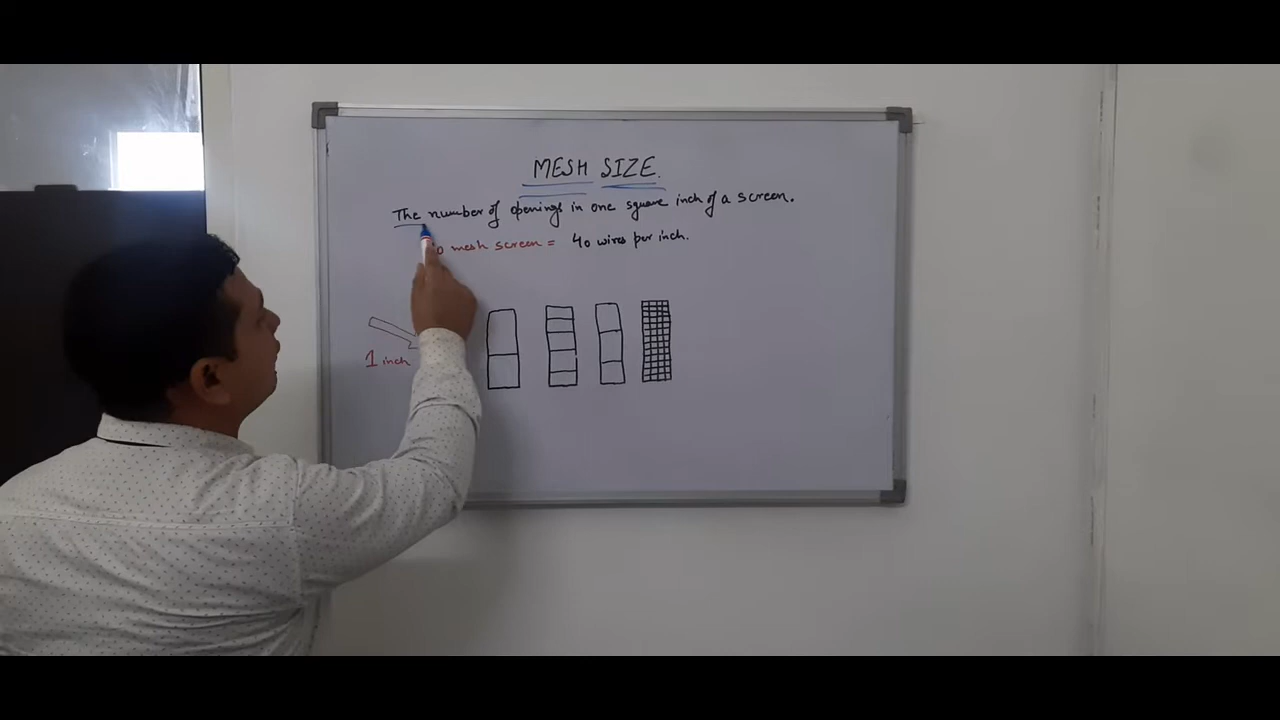 MESH SIZE.
The number of openings in one square inch of a screen.
mesh screen = 40 wires per inch.
1 inch